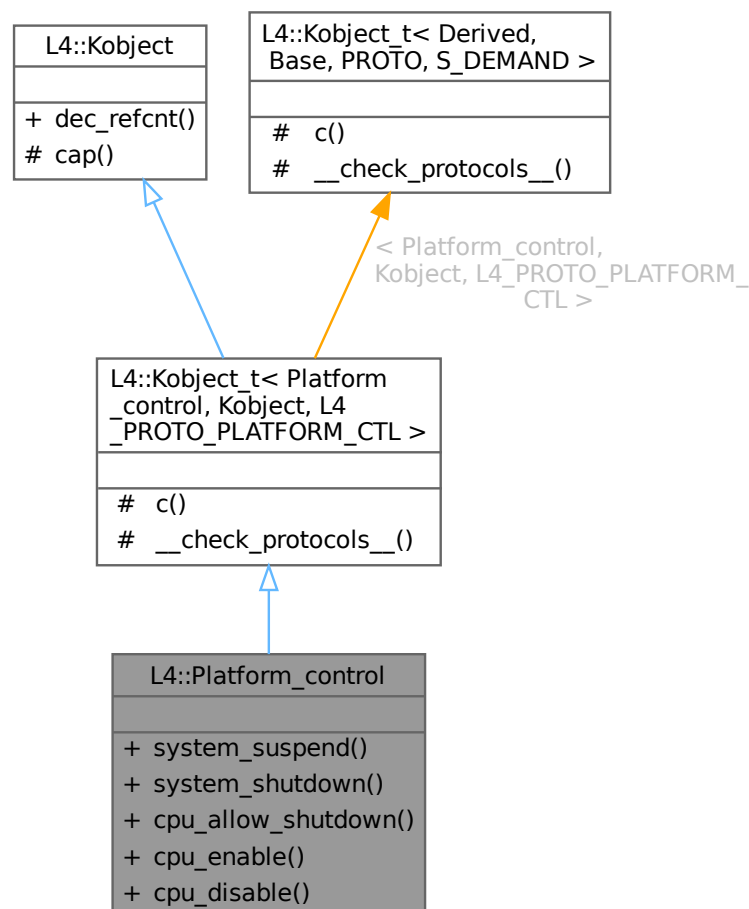 L4::Kobject
+ dec_refcnt()
# cap()
L4::Kobject_t< Derived,
Base, PROTO, S_DEMAND >
# c()
# __check_protocols__()
< Platform_control,
Kobject, L4_PROTO_PLATFORM_
CTL >
L4::Kobject_t< Platform
_control, Kobject, L4
_PROTO_PLATFORM_CTL >
# c()
# __check_protocols__()
L4::Platform_control
+ system_suspend()
+ system_shutdown()
+ cpu_allow_shutdown()
+ cpu_enable()
+ cpu_disable()